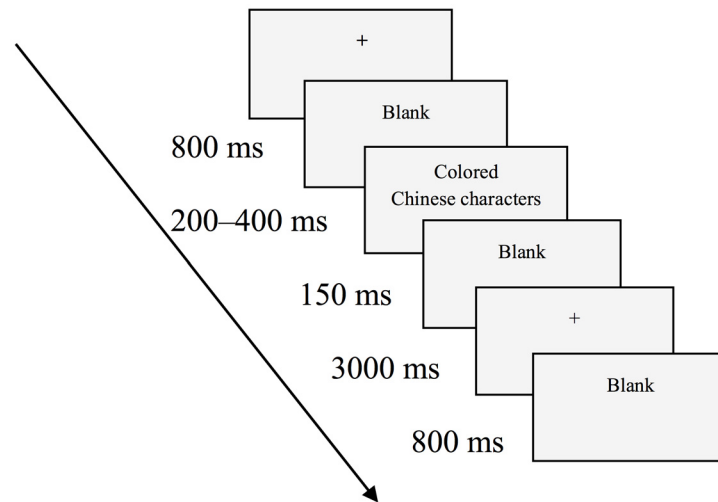 +
Blank
800 ms
Colored
Chinese characters
200–400 ms
Blank
150 ms
+
3000 ms
Blank
800 ms